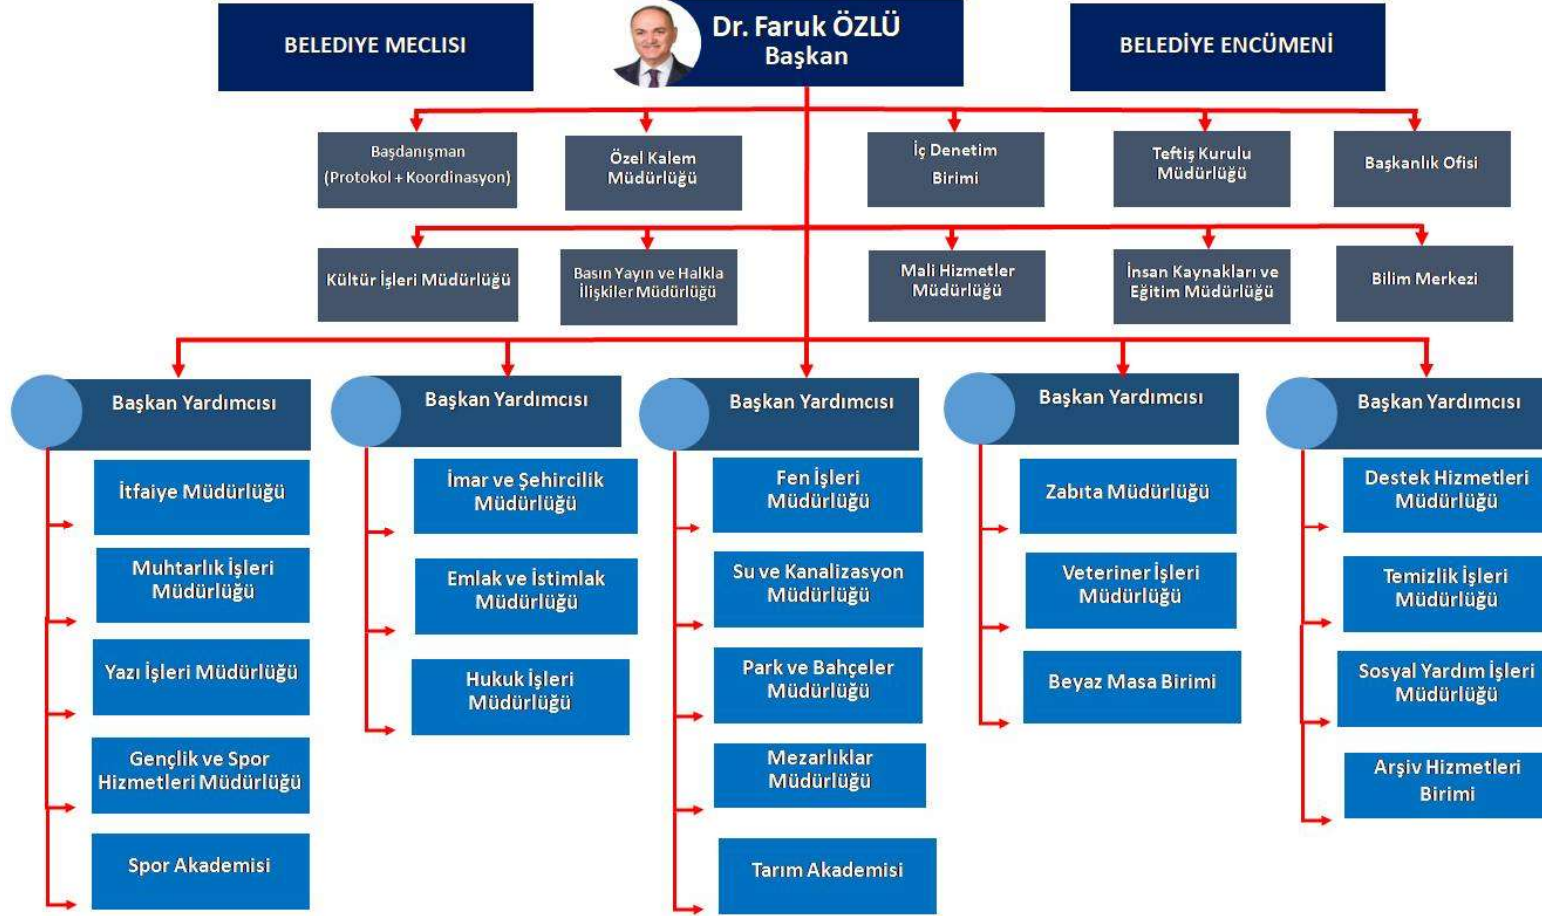 BELEDIYE MECLISI
Dr. Faruk ÖZLÜ
Başkan
BELEDİYE ENCÜMENİ
Başdanışman
(Protokol + Koordinasyon)
Özel Kalem
Müdürlüğü
İç Denetim
Birimi
Teftiş Kurulu
Müdürlüğü
Başkanlık Ofisi
Kültür İşleri Müdürlüğü
Basın Yayın ve Halkla
İlişkiler Müdürlüğü
Mali Hizmetler
Müdürlüğü
İnsan Kaynakları ve
Eğitim Müdürlüğü
Bilim Merkezi
Başkan Yardımcısı
İtfaiye Müdürlüğü
Muhtarlık İşleri
Müdürlüğü
Yazı İşleri Müdürlüğü
Gençlik ve Spor
Hizmetleri Müdürlüğü
Spor Akademisi
Başkan Yardımcısı
İmar ve Şehircilik
Müdürlüğü
Emlak ve İstimlak
Müdürlüğü
Hukuk İşleri
Müdürlüğü
Başkan Yardımcısı
Fen İşleri
Müdürlüğü
Su ve Kanalizasyon
Müdürlüğü
Park ve Bahçeler
Müdürlüğü
Mezarlıklar
Müdürlüğü
Tarım Akademisi
Başkan Yardımcısı
Zabıta Müdürlüğü
Veteriner İşleri
Müdürlüğü
Beyaz Masa Birimi
Başkan Yardımcısı
Destek Hizmetleri
Müdürlüğü
Temizlik İşleri
Müdürlüğü
Sosyal Yardım İşleri
Müdürlüğü
Arşiv Hizmetleri
Birimi